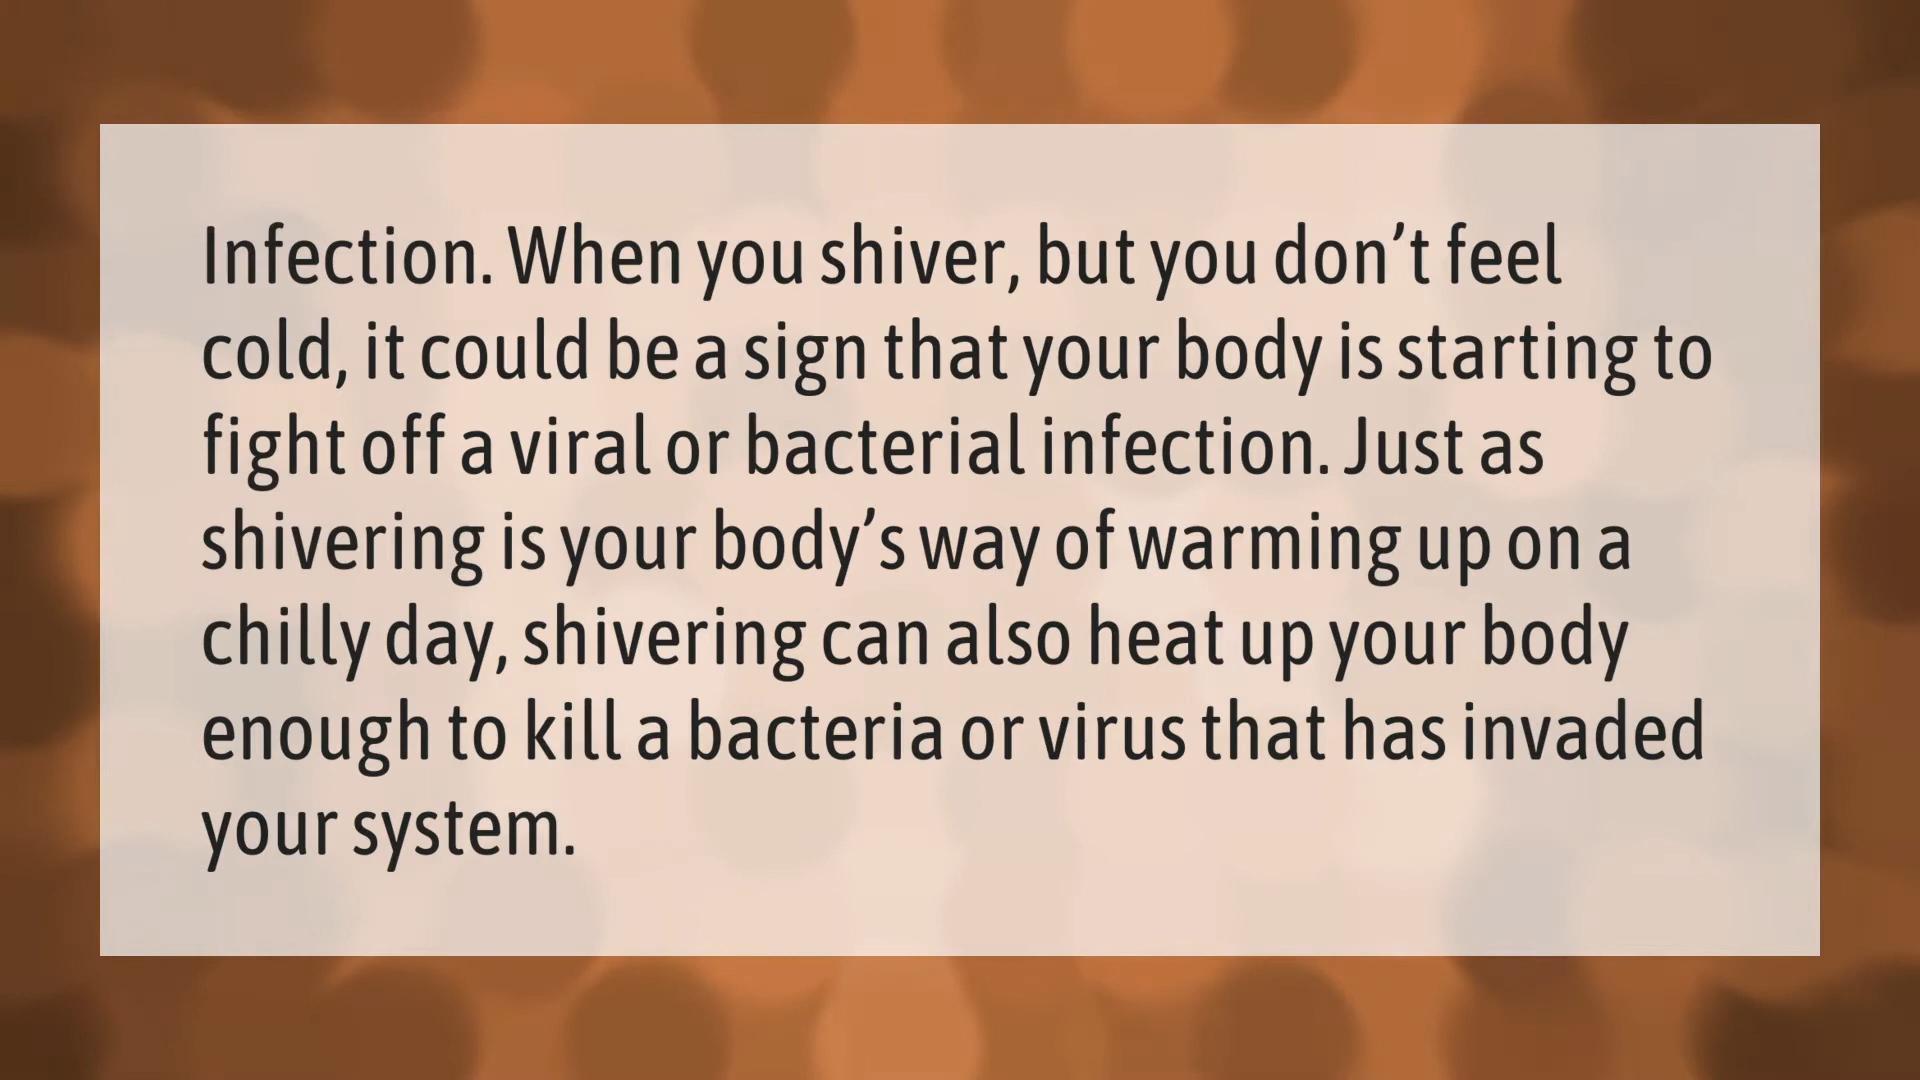 Infection. When you shiver, but you don’t feel
cold, it could be a sign that your body is starting to
fight off a viral or bacterial infection. Just as
shivering is your body’s way of warming up on a
chilly day, shivering can also heat up your body
enough to kill a bacteria or virus that has invaded
your system.